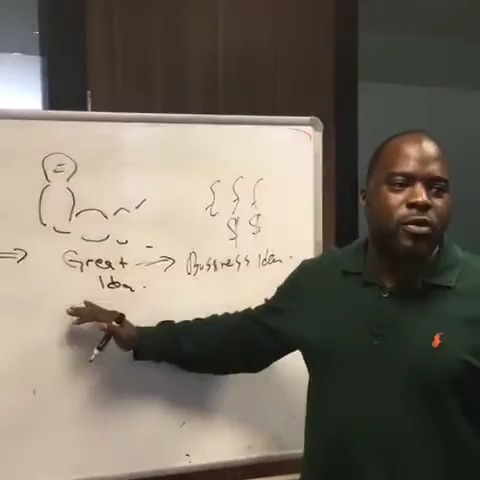 $ $
⇒ Great → Business Idea.
Idea.